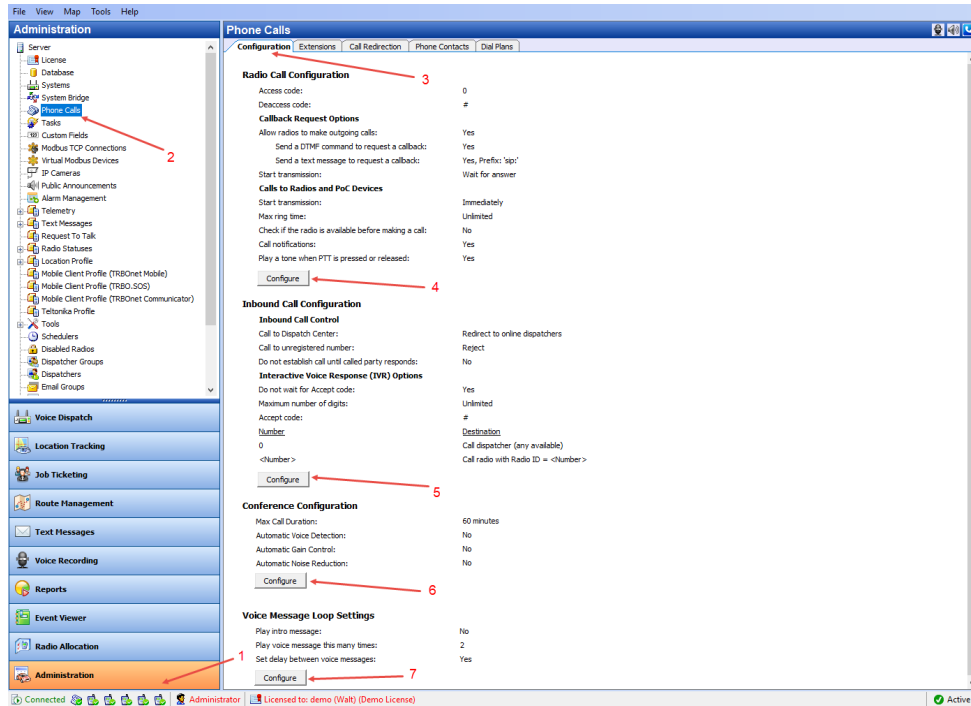 File View Map Tools Help
Administration
Server
License
Database
Systems
System Bridge
Phone Calls
Tasks
Custom Fields
Modbus TCP Connections
Virtual Modbus Devices
IP Cameras
Public Announcements
Alarm Management
Telemetry
Text Messages
Request To Talk
Radio Statuses
Location Profile
Mobile Client Profile (TRBOnet Mobile)
Mobile Client Profile (TRBO.SOS)
Mobile Client Profile (TRBOnet Communicator)
Teltonika Profile
Tools
Schedulers
Disabled Radios
Dispatcher Groups
Dispatchers
Email Groups
2
Voice Dispatch
Location Tracking
Job Ticketing
Route Management
Text Messages
Voice Recording
Reports
Event Viewer
Radio Allocation
Administration
1
Phone Calls
Configuration Extensions Call Redirection Phone Contacts Dial Plans
3
Radio Call Configuration
Access code: 0
Deaccess code: #
Callback Request Options
Allow radios to make outgoing calls: Yes
Send a DTMF command to request a callback: Yes
Send a text message to request a callback: Yes, Prefix: 'sip:'
Start transmission: Wait for answer
Calls to Radios and PoC Devices
Start transmission: Immediately
Max ring time: Unlimited
Check if the radio is available before making a call: No
Call notifications: Yes
Play a tone when PTT is pressed or released: Yes
Configure 4
Inbound Call Configuration
Inbound Call Control
Call to Dispatch Center: Redirect to online dispatchers
Call to unregistered number: Reject
Do not establish call until called party responds: No
Interactive Voice Response (IVR) Options
Do not wait for Accept code: Yes
Maximum number of digits: Unlimited
Accept code: #
Number Destination
0 Call dispatcher (any available)
<Number> Call radio with Radio ID = <Number>
Configure 5
Conference Configuration
Max Call Duration: 60 minutes
Automatic Voice Detection: No
Automatic Gain Control: No
Automatic Noise Reduction: No
Configure 6
Voice Message Loop Settings
Play intro message: No
Play voice message this many times: 2
Set delay between voice messages: Yes
Configure 7
Connected Administrator Licensed to: demo (Walt) (Demo License) Active